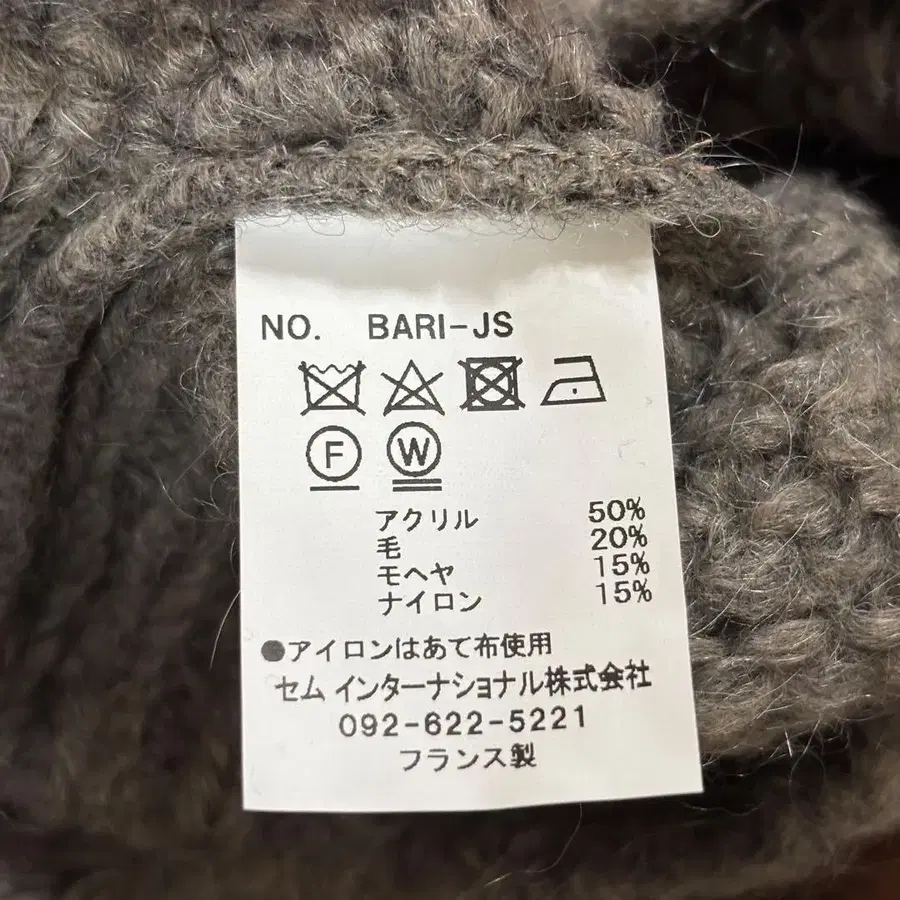 NO. BARI-JS
F W
アクリル 50%
毛 20%
モヘヤ 15%
ナイロン 15%
●アイロンはあて布使用
セム インターナショナル株式会社
092-622-5221
フランス製